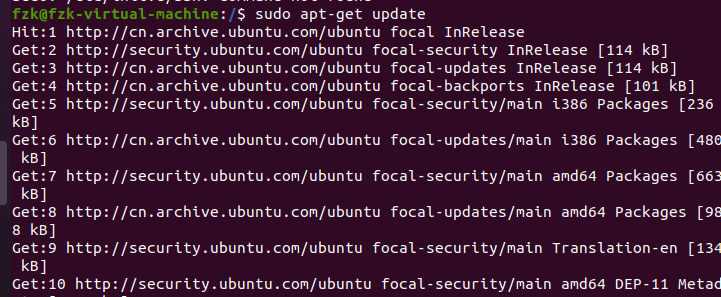 fzk@fzk-virtual-machine:/$ sudo apt-get update
Hit:1 http://cn.archive.ubuntu.com/ubuntu focal InRelease
Get:2 http://security.ubuntu.com/ubuntu focal-security InRelease [114 kB]
Get:3 http://cn.archive.ubuntu.com/ubuntu focal-updates InRelease [114 kB]
Get:4 http://cn.archive.ubuntu.com/ubuntu focal-backports InRelease [101 kB]
Get:5 http://security.ubuntu.com/ubuntu focal-security/main i386 Packages [236
kB]
Get:6 http://cn.archive.ubuntu.com/ubuntu focal-updates/main i386 Packages [480
kB]
Get:7 http://security.ubuntu.com/ubuntu focal-security/main amd64 Packages [663
kB]
Get:8 http://cn.archive.ubuntu.com/ubuntu focal-updates/main amd64 Packages [98
8 kB]
Get:9 http://security.ubuntu.com/ubuntu focal-security/main Translation-en [134
kB]
Get:10 http://security.ubuntu.com/ubuntu focal-security/main amd64 DEP-11 Metad